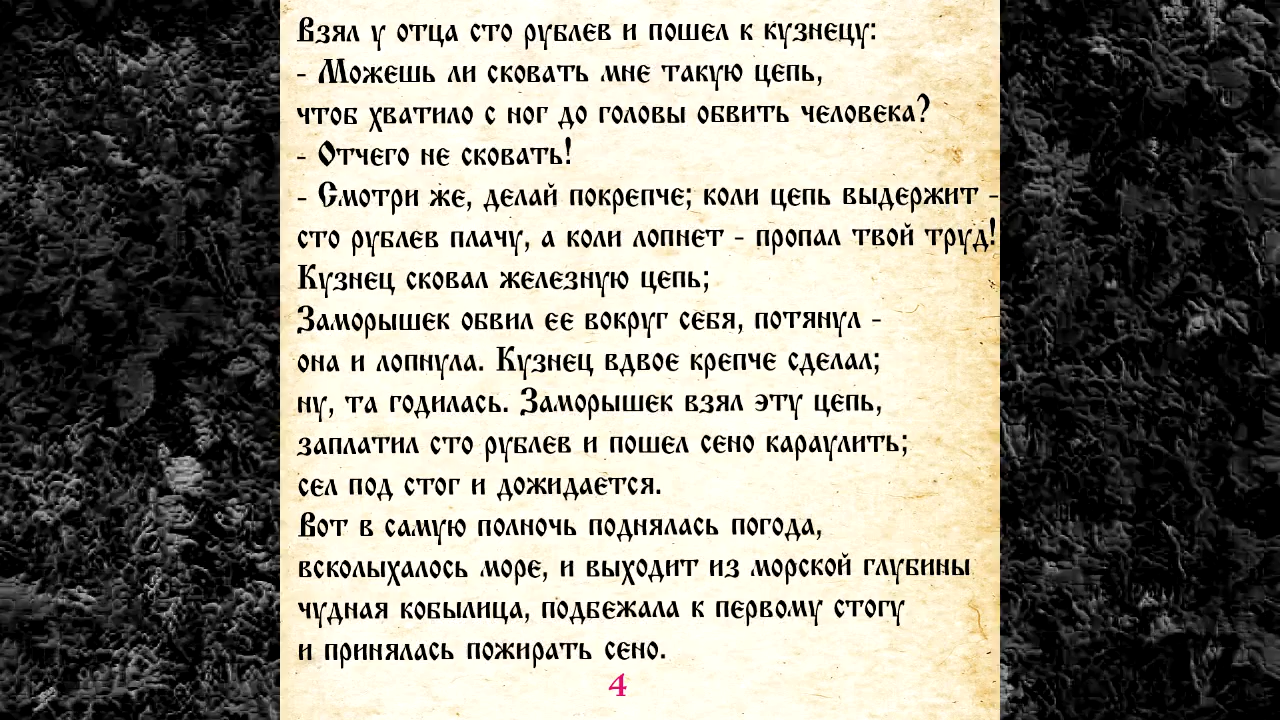 Взял у отца сто рублев и пошел к кузнецу:
- Можешь ли сковать мне такую цепь,
чтоб хватило с ног до головы обвить человека?
- Отчего не сковать!
- Смотри же, делай покрепче; коли цепь выдержит -
сто рублев плачу, а коли лопнет - пропал твой труд!
Кузнец сковал железную цепь;
Заморышек обвил ее вокруг себя, потянул -
она и лопнула. Кузнец вдвое крепче сделал;
ну, та годилась. Заморышек взял эту цепь,
заплатил сто рублев и пошел сено караулить;
сел под стог и дожидается.
Вот в самую полночь поднялась погода,
всколыхалось море, и выходит из морской глубины
чудная кобылица, подбежала к первому стогу
и принялась пожирать сено.
4